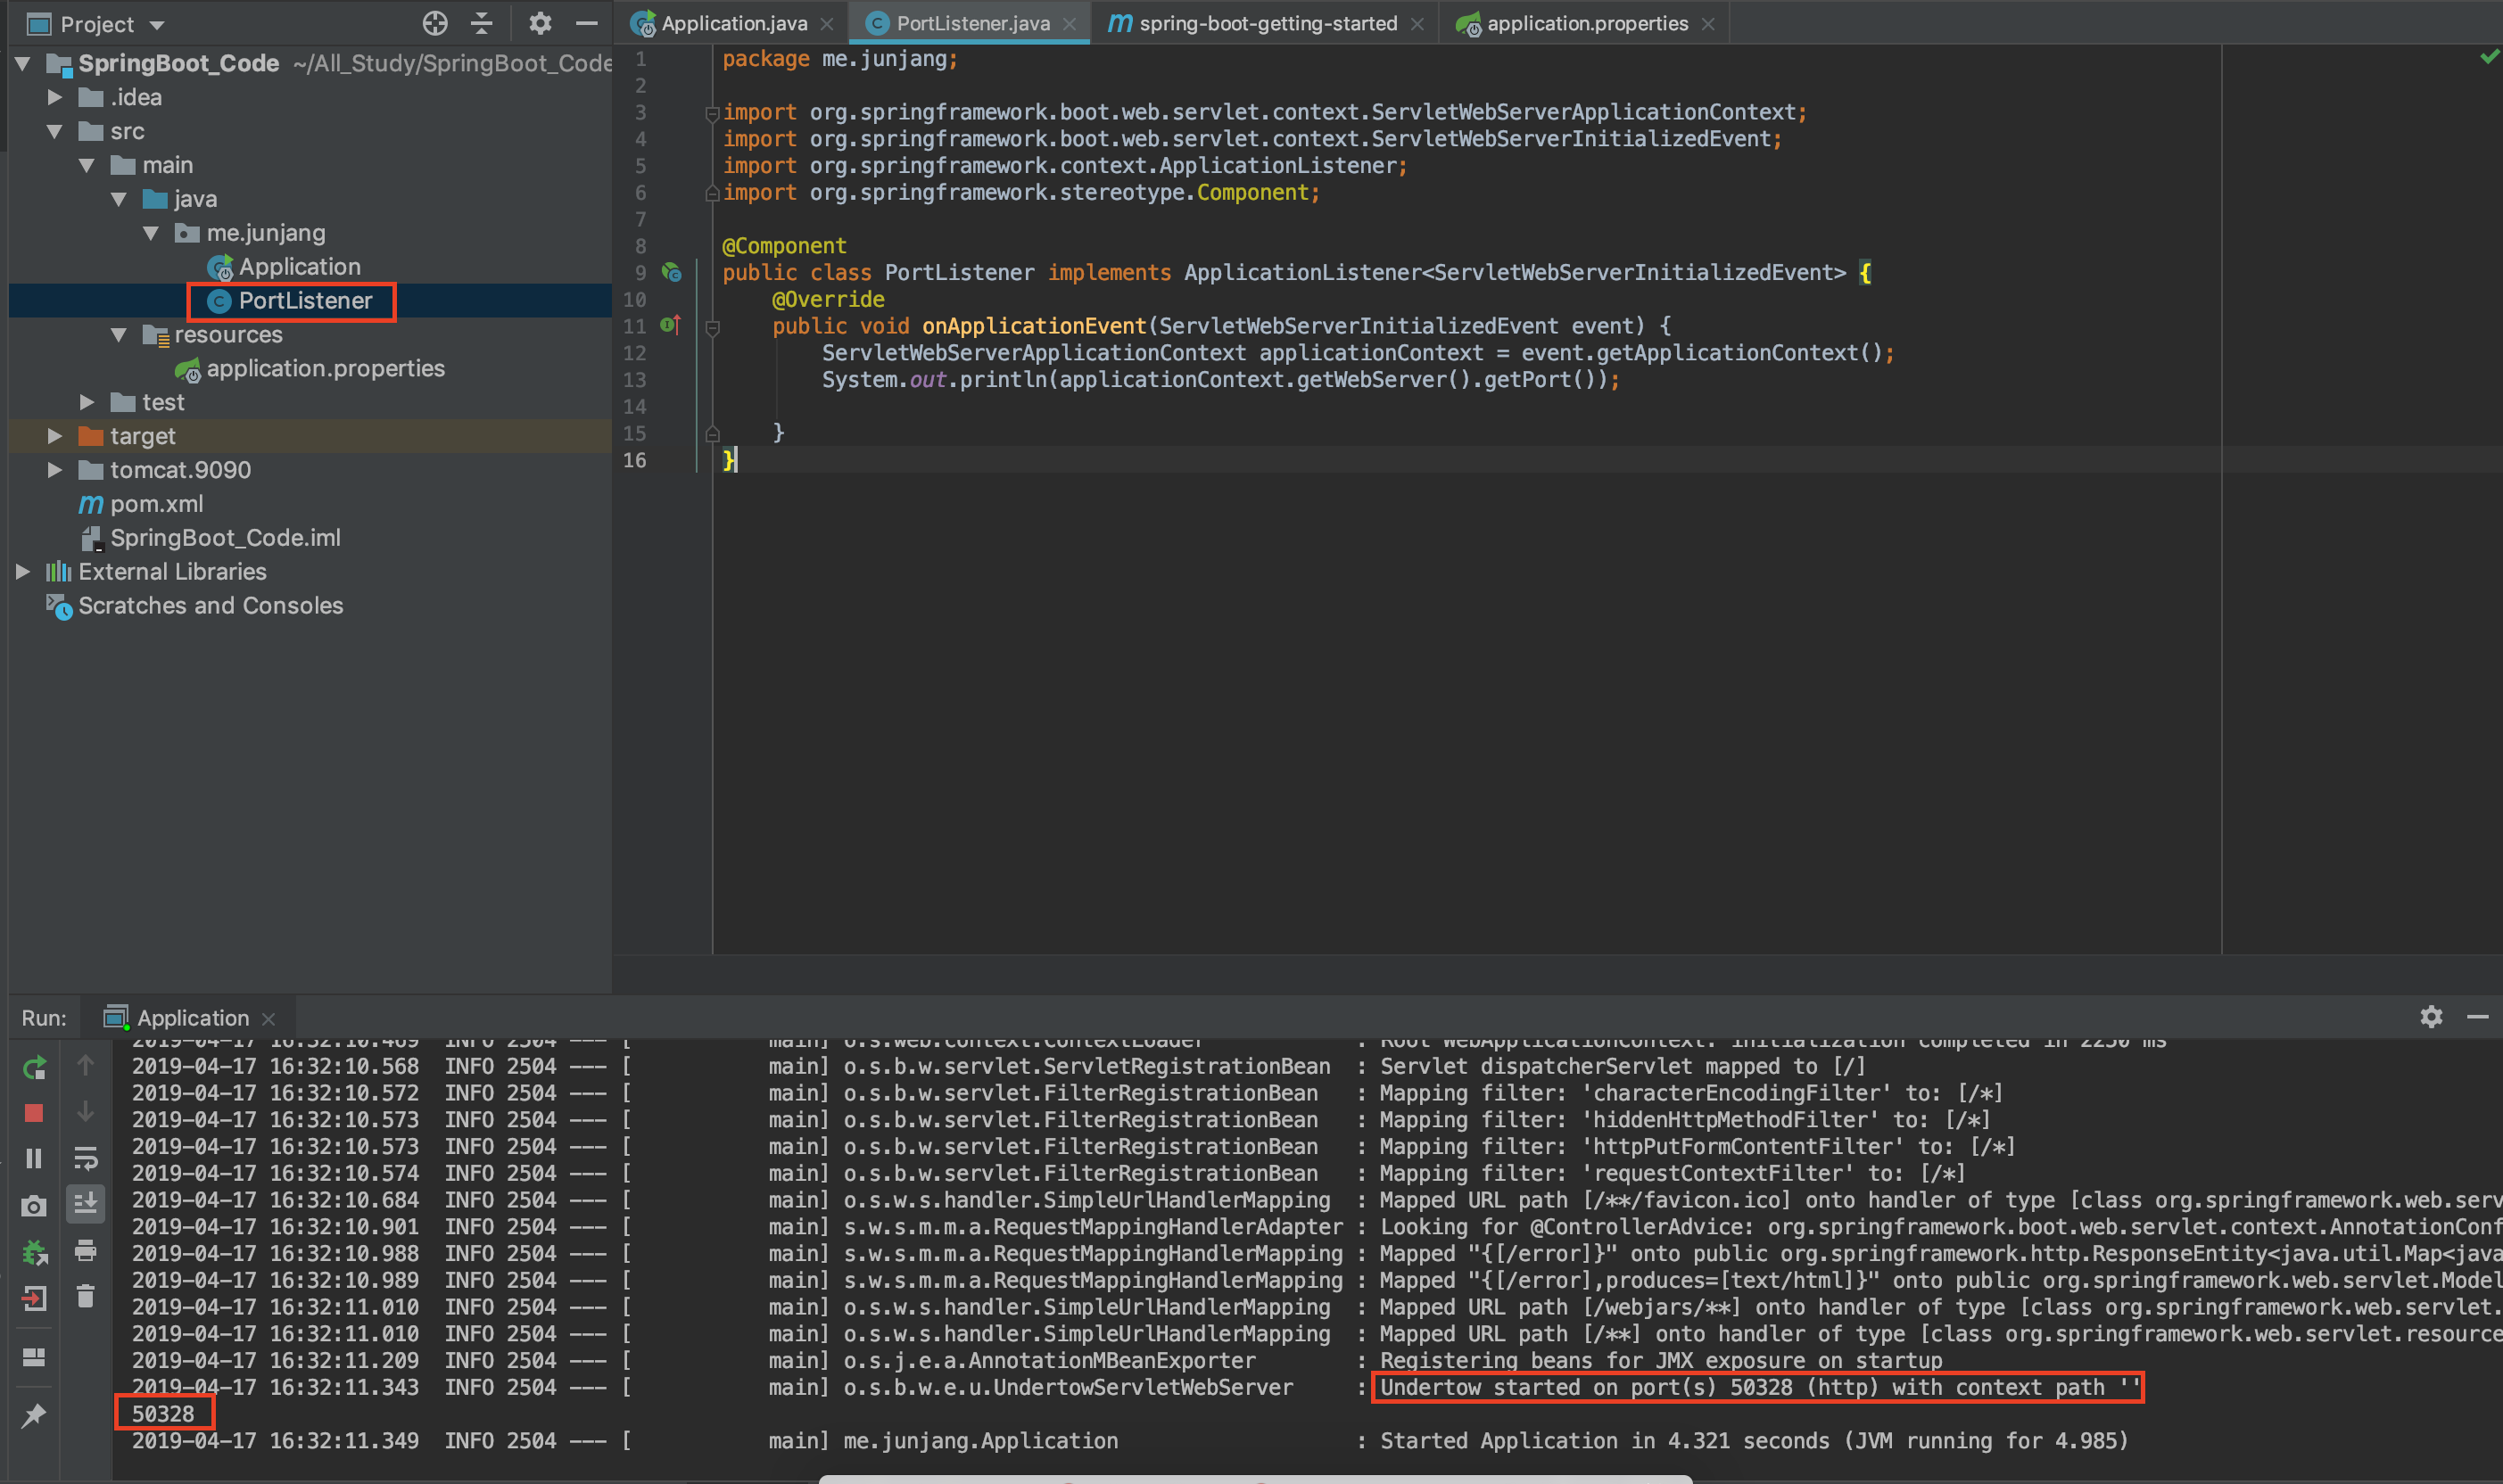 Project
SpringBoot_Code ~/All_Study/SpringBoot_Code
.idea
src
main
java
me.junjang
Application
PortListener
resources
application.properties
test
target
tomcat.9090
pom.xml
SpringBoot_Code.iml
External Libraries
Scratches and Consoles
Application.java
PortListener.java
spring-boot-getting-started
application.properties
1 package me.junjang;
2
3 import org.springframework.boot.web.servlet.context.ServletWebServerApplicationContext;
4 import org.springframework.boot.web.servlet.context.ServletWebServerInitializedEvent;
5 import org.springframework.context.ApplicationListener;
6 import org.springframework.stereotype.Component;
7
8 @Component
9 public class PortListener implements ApplicationListener<ServletWebServerInitializedEvent> {
10 @Override
11 public void onApplicationEvent(ServletWebServerInitializedEvent event) {
12 ServletWebServerApplicationContext applicationContext = event.getApplicationContext();
13 System.out.println(applicationContext.getWebServer().getPort());
14
15 }
16 }
Run: Application
2019-04-17 16:32:10.469 INFO 2504 --- [ main] o.s.web.context.ContextLoader : Root WebApplicationContext: initialization completed in 2250 ms
2019-04-17 16:32:10.568 INFO 2504 --- [ main] o.s.b.w.servlet.ServletRegistrationBean : Servlet dispatcherServlet mapped to [/]
2019-04-17 16:32:10.572 INFO 2504 --- [ main] o.s.b.w.servlet.FilterRegistrationBean : Mapping filter: 'characterEncodingFilter' to: [/*]
2019-04-17 16:32:10.573 INFO 2504 --- [ main] o.s.b.w.servlet.FilterRegistrationBean : Mapping filter: 'hiddenHttpMethodFilter' to: [/*]
2019-04-17 16:32:10.573 INFO 2504 --- [ main] o.s.b.w.servlet.FilterRegistrationBean : Mapping filter: 'httpPutFormContentFilter' to: [/*]
2019-04-17 16:32:10.574 INFO 2504 --- [ main] o.s.b.w.servlet.FilterRegistrationBean : Mapping filter: 'requestContextFilter' to: [/*]
2019-04-17 16:32:10.684 INFO 2504 --- [ main] o.s.w.s.handler.SimpleUrlHandlerMapping : Mapped URL path [/**/favicon.ico] onto handler of type [class org.springframework.web.serv
2019-04-17 16:32:10.901 INFO 2504 --- [ main] s.w.s.m.m.a.RequestMappingHandlerAdapter : Looking for @ControllerAdvice: org.springframework.boot.web.servlet.context.AnnotationConf
2019-04-17 16:32:10.988 INFO 2504 --- [ main] s.w.s.m.m.a.RequestMappingHandlerMapping : Mapped "{[/error]}" onto public org.springframework.http.ResponseEntity<java.util.Map<java
2019-04-17 16:32:10.989 INFO 2504 --- [ main] s.w.s.m.m.a.RequestMappingHandlerMapping : Mapped "{[/error],produces=[text/html]}" onto public org.springframework.web.servlet.Model
2019-04-17 16:32:11.010 INFO 2504 --- [ main] o.s.w.s.handler.SimpleUrlHandlerMapping : Mapped URL path [/webjars/**] onto handler of type [class org.springframework.web.servlet.
2019-04-17 16:32:11.010 INFO 2504 --- [ main] o.s.w.s.handler.SimpleUrlHandlerMapping : Mapped URL path [/**] onto handler of type [class org.springframework.web.servlet.resource
2019-04-17 16:32:11.209 INFO 2504 --- [ main] o.s.j.e.a.AnnotationMBeanExporter : Registering beans for JMX exposure on startup
2019-04-17 16:32:11.343 INFO 2504 --- [ main] o.s.b.w.e.u.UndertowServletWebServer : Undertow started on port(s) 50328 (http) with context path ''
50328
2019-04-17 16:32:11.349 INFO 2504 --- [ main] me.junjang.Application : Started Application in 4.321 seconds (JVM running for 4.985)